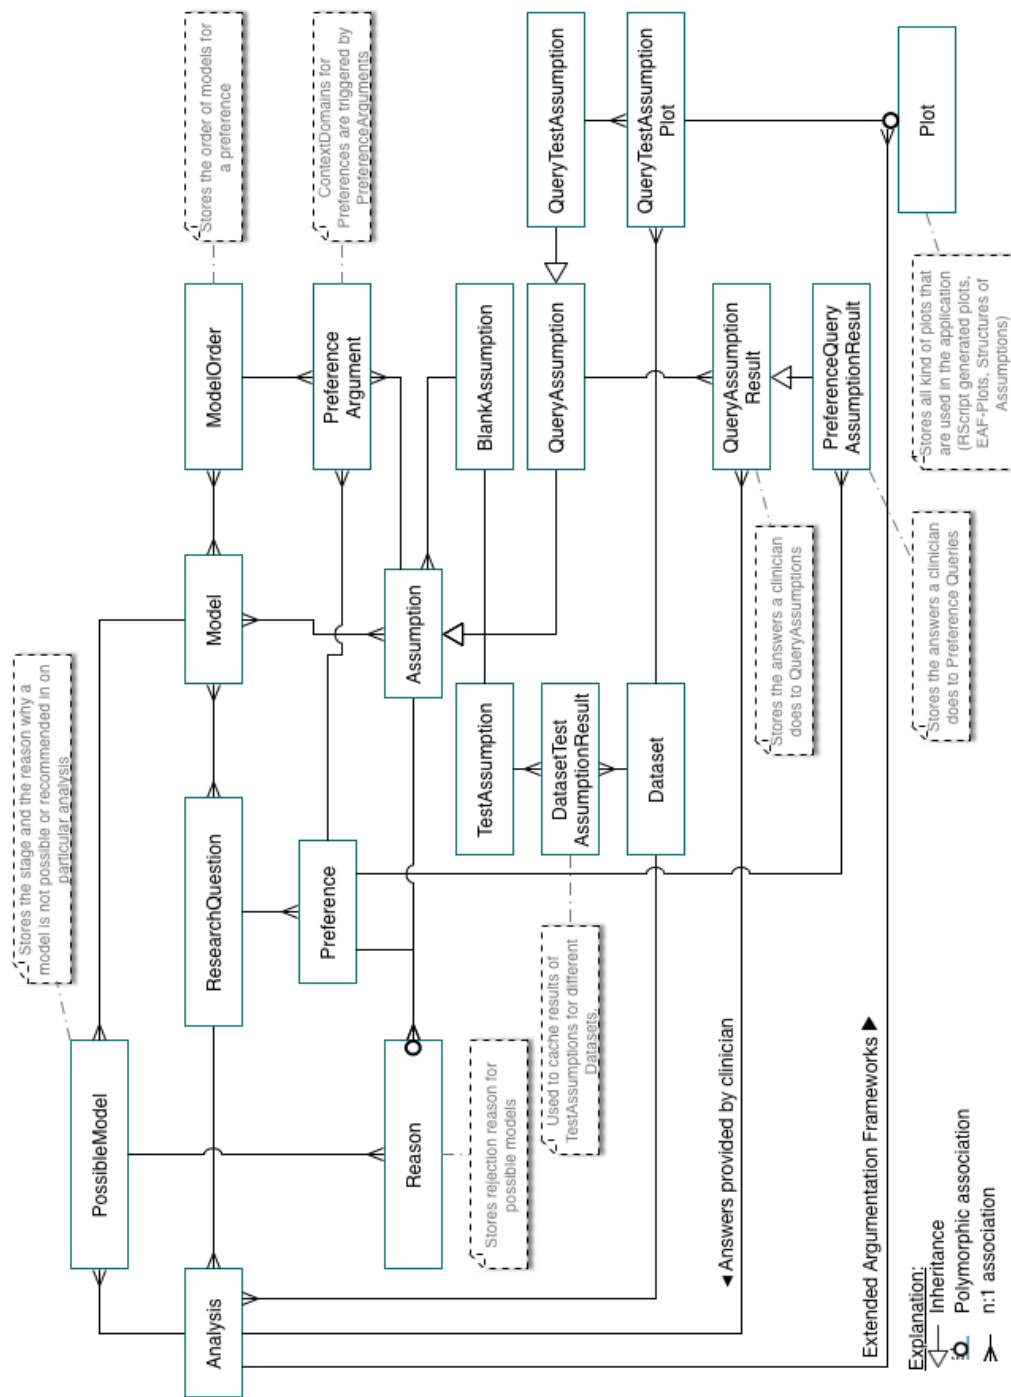 Stores the stage and the reason why a
model is not possible or recommended in on
particular analysis
Stores the order of models for
a preference
ContextDomains for
Preferences are triggered by
PreferenceArguments
PossibleModel
Analysis
ResearchQuestion
Model
ModelOrder
Reason
Preference
Assumption
Preference
Argument
Stores rejection reason for
possible models
Used to cache results of
TestAssumptions for different
Datasets.
TestAssumption
BlankAssumption
DatasetTest
AssumptionResult
QueryAssumption
QueryTestAssumption
Dataset
QueryTestAssumption
Plot
◀ Answers provided by clinician
QueryAssumption
Result
Stores the answers a clinician
does to QueryAssumptions
PreferenceQuery
AssumptionResult
Extended Argumentation Frameworks ▶
Stores the answers a clinician
does to Preference Queries
Stores all kind of plots that
are used in the application
(RScript generated plots,
EAF-Plots, Structures of
Assumptions)
Plot
Explanation:
Inheritance
Polymorphic association
n:1 association